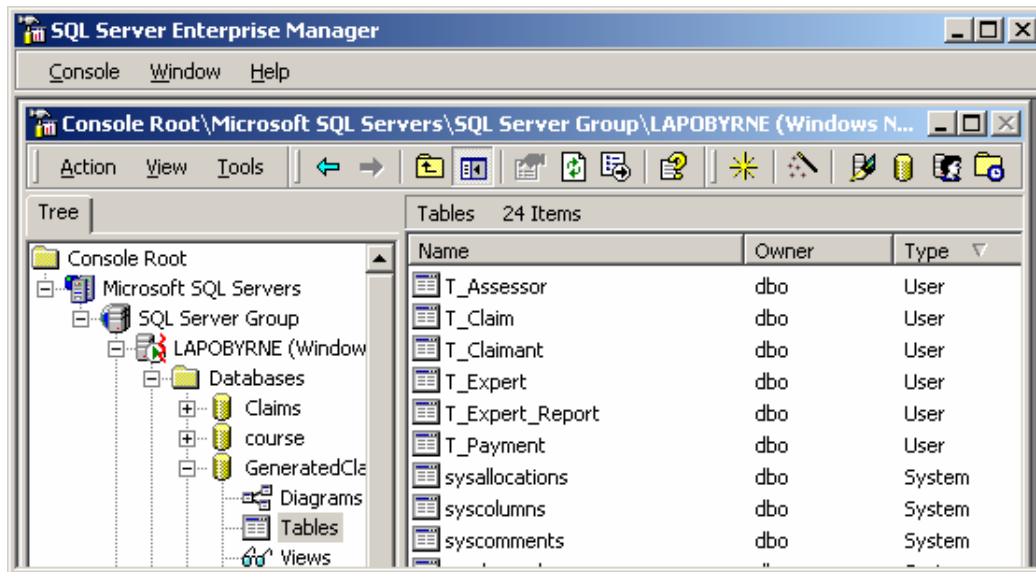 SQL Server Enterprise Manager
Console Window Help
Console Root\Microsoft SQL Servers\SQL Server Group\LAPOBYRNE (Windows N...
Action View Tools
Tree
Tables 24 Items
Name Owner Type
Console Root
Microsoft SQL Servers
SQL Server Group
LAPOBYRNE (Window
Databases
Claims
course
GeneratedCla
Diagrams
Tables
Views
T_Assessor dbo User
T_Claim dbo User
T_Claimant dbo User
T_Expert dbo User
T_Expert_Report dbo User
T_Payment dbo User
sysallocations dbo System
syscolumns dbo System
syscomments dbo System